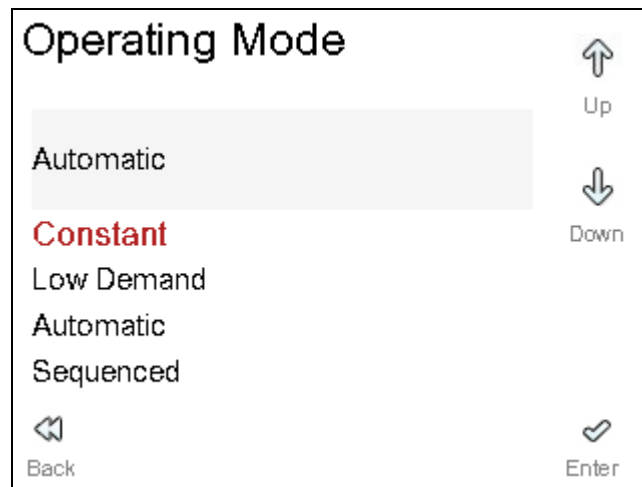 Operating Mode
Up
Automatic
Down
Constant
Low Demand
Automatic
Sequenced
Back
Enter